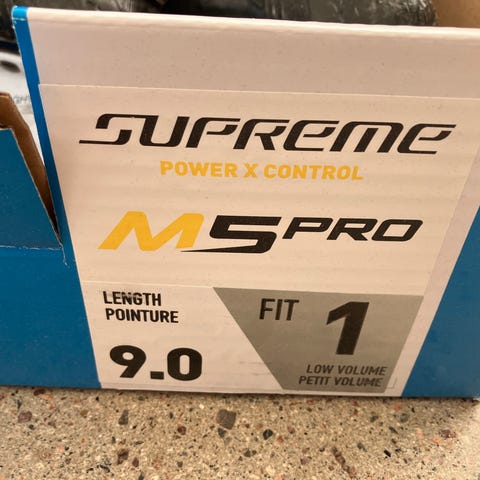 SUPREME
POWER X CONTROL
M5PRO
LENGTH
POINTURE
9.0
FIT 1
LOW VOLUME
PETIT VOLUME